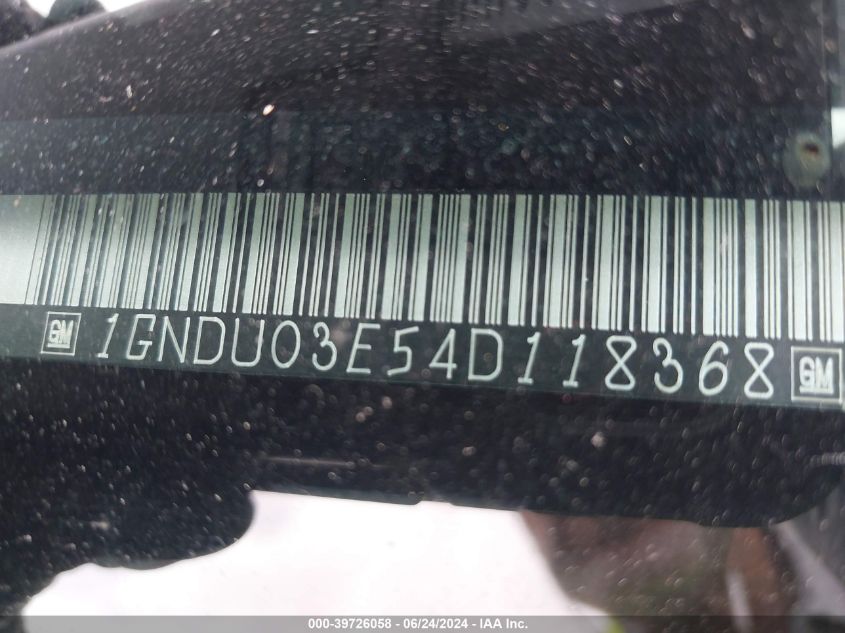 GM 1GNDU03E54D118368 GM
000-39726058 - 06/24/2024 - IAA Inc.